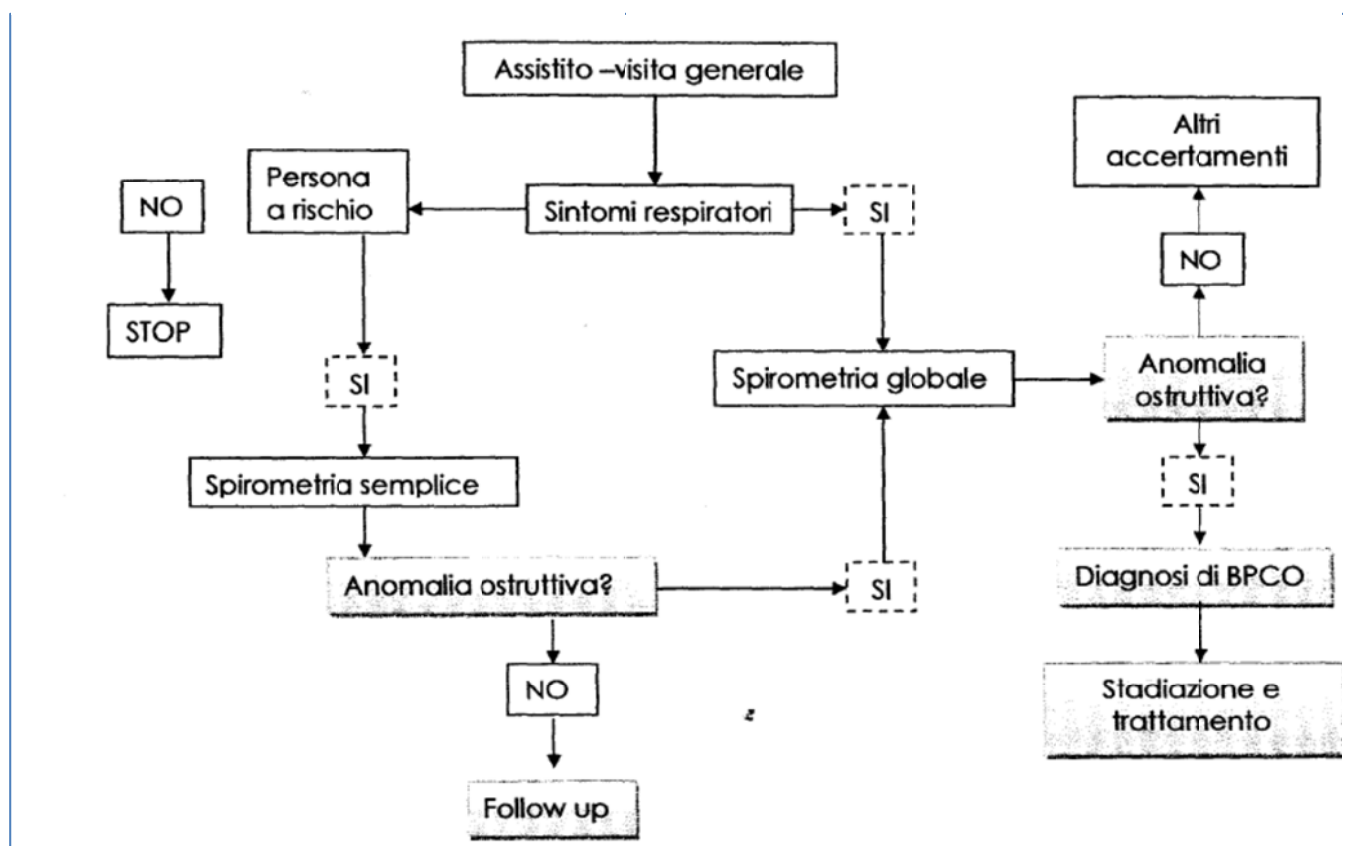 Assistito –visita generale
Altri
accertamenti
Persona
a rischio
NO
Sintomi respiratori
SI
NO
STOP
Spirometria globale
Anomalia
ostruttiva?
SI
SI
Spirometria semplice
Anomalia ostruttiva?
SI
Diagnosi di BPCO
NO
Stadiazione e
trattamento
Follow up